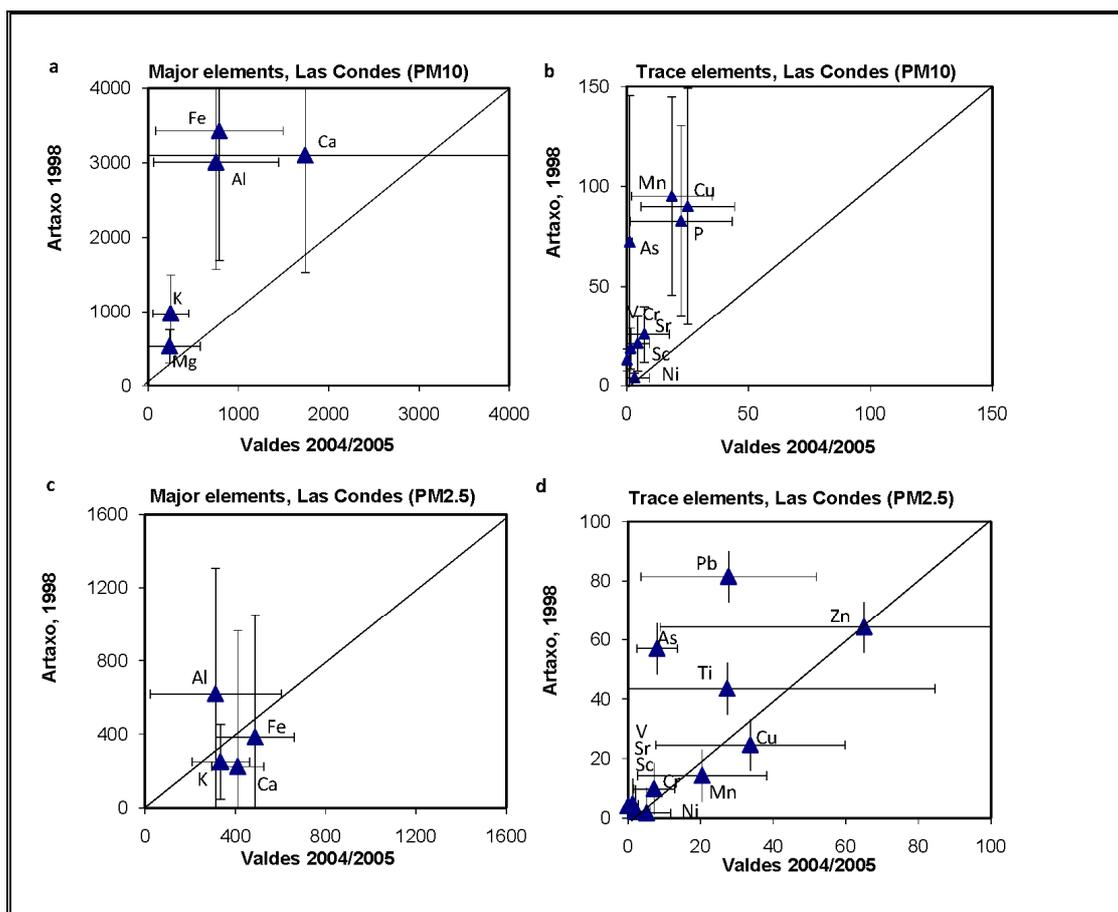 a
Major elements, Las Condes (PM10)
4000
3000
2000
1000
0
Artaxo 1998
Fe
Ca
Al
K
Mg
0 1000 2000 3000 4000
Valdes 2004/2005
b
Trace elements, Las Condes (PM10)
150
100
50
0
Artaxo, 1998
Mn
Cu
P
As
V
Cr
Sr
Sc
Ni
0 50 100 150
Valdes 2004/2005
c
Major elements, Las Condes (PM2.5)
1600
1200
800
400
0
Artaxo, 1998
Al
Fe
K
Ca
0 400 800 1200 1600
Valdes 2004/2005
d
Trace elements, Las Condes (PM2.5)
100
80
60
40
20
0
Artaxo, 1998
Pb
Zn
As
Ti
V
Cu
Sr
Sc
Cr
Mn
Ni
0 20 40 60 80 100
Valdes 2004/2005